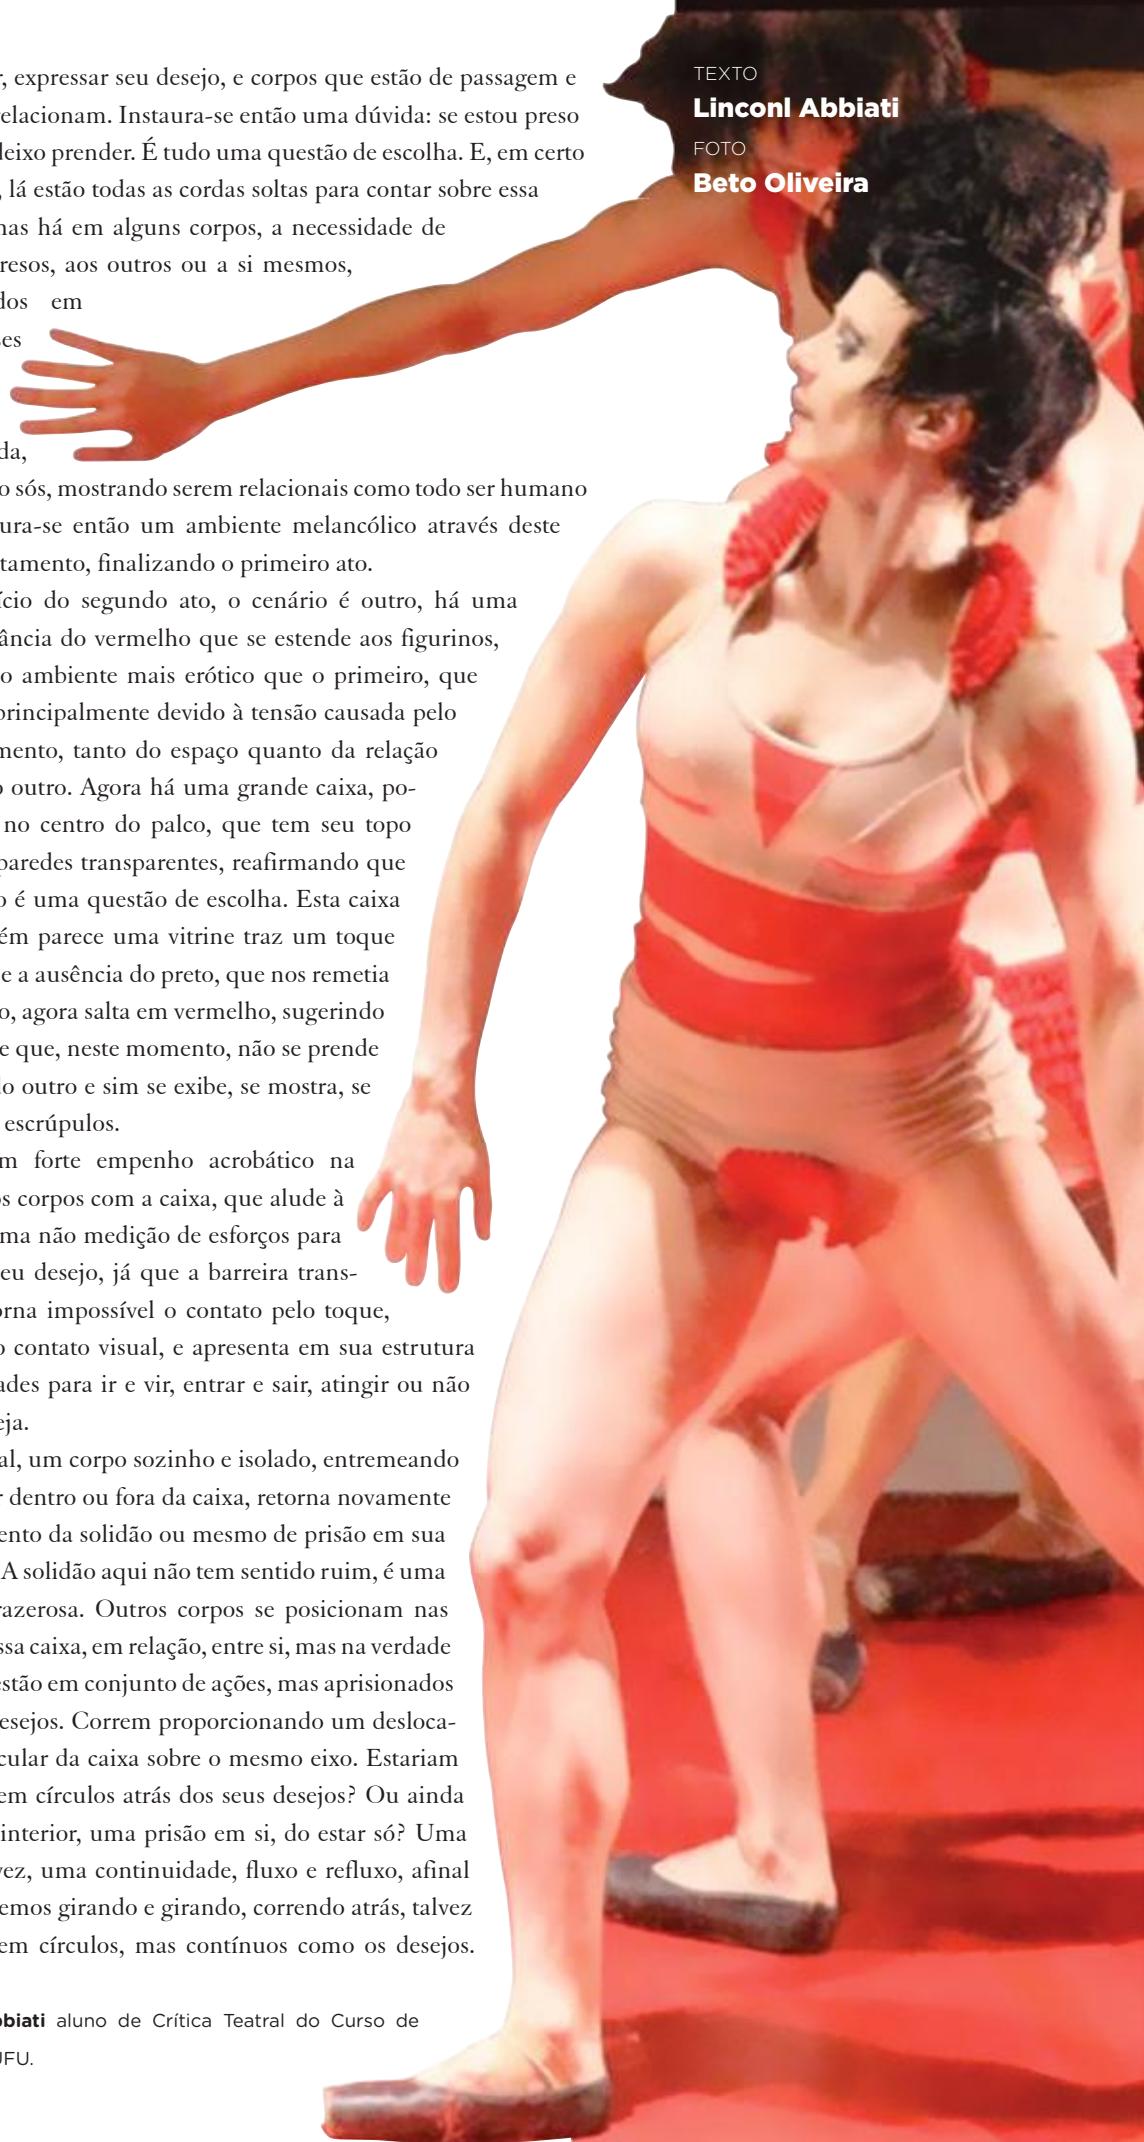 , expressar seu desejo, e corpos que estão de passagem e
elacionam. Instaura-se então uma dúvida: se estou preso
deixo prender. É tudo uma questão de escolha. E, em certo
, lá estão todas as cordas soltas para contar sobre essa
mas há em alguns corpos, a necessidade de
resos, aos outros ou a si mesmos,
dos em
ses
da,
o sós, mostrando serem relacionais como todo ser humano
ura-se então um ambiente melancólico através deste
tamento, finalizando o primeiro ato.
ício do segundo ato, o cenário é outro, há uma
ância do vermelho que se estende aos figurinos,
o ambiente mais erótico que o primeiro, que
principalmente devido à tensão causada pelo
mento, tanto do espaço quanto da relação
o outro. Agora há uma grande caixa, po-
no centro do palco, que tem seu topo
paredes transparentes, reafirmando que
o é uma questão de escolha. Esta caixa
ém parece uma vitrine traz um toque
e a ausência do preto, que nos remetia
o, agora salta em vermelho, sugerindo
e que, neste momento, não se prende
do outro e sim se exibe, se mostra, se
escrúpulos.
m forte empenho acrobático na
os corpos com a caixa, que alude à
ma não medição de esforços para
eu desejo, já que a barreira trans-
orna impossível o contato pelo toque,
o contato visual, e apresenta em sua estrutura
ades para ir e vir, entrar e sair, atingir ou não
eja.
al, um corpo sozinho e isolado, entremeando
r dentro ou fora da caixa, retorna novamente
ento da solidão ou mesmo de prisão em sua
A solidão aqui não tem sentido ruim, é uma
razerosa. Outros corpos se posicionam nas
ssa caixa, em relação, entre si, mas na verdade
estão em conjunto de ações, mas aprisionados
esejos. Correm proporcionando um desloca-
cular da caixa sobre o mesmo eixo. Estariam
em círculos atrás dos seus desejos? Ou ainda
interior, uma prisão em si, do estar só? Uma
vez, uma continuidade, fluxo e refluxo, afinal
emos girando e girando, correndo atrás, talvez
em círculos, mas contínuos como os desejos.
bbiati aluno de Crítica Teatral do Curso de
UFU.
TEXTO
Linconl Abbiati
FOTO
Beto Oliveira